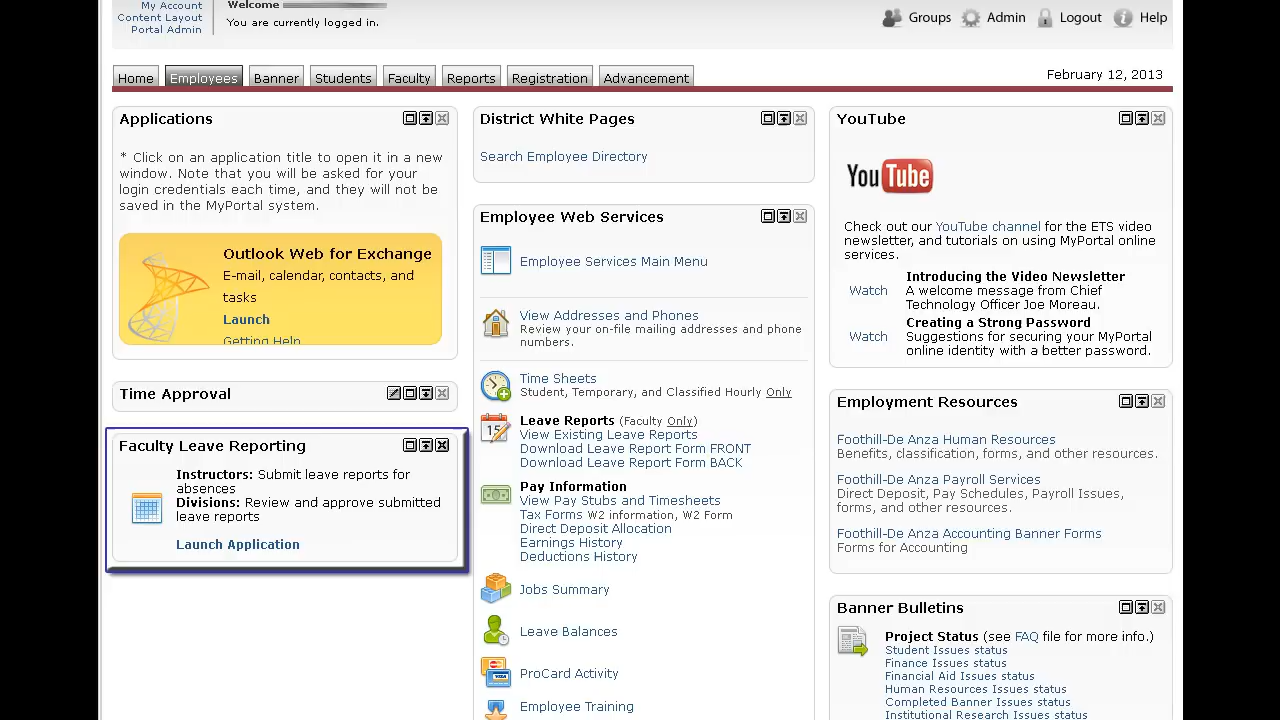 My Account
Content Layout
Portal Admin
Welcome
You are currently logged in.
Groups
Admin
Logout
Help
Home
Employees
Banner
Students
Faculty
Reports
Registration
Advancement
February 12, 2013
Applications
* Click on an application title to open it in a new
window. Note that you will be asked for your
login credentials each time, and they will not be
saved in the MyPortal system.
Outlook Web for Exchange
E-mail, calendar, contacts, and
tasks
Launch
Getting Help
Time Approval
Faculty Leave Reporting
Instructors: Submit leave reports for
absences
Divisions: Review and approve submitted
leave reports
Launch Application
District White Pages
Search Employee Directory
Employee Web Services
Employee Services Main Menu
View Addresses and Phones
Review your on-file mailing addresses and phone
numbers.
Time Sheets
Student, Temporary, and Classified Hourly Only
15
Leave Reports (Faculty Only)
View Existing Leave Reports
Download Leave Report Form FRONT
Download Leave Report Form BACK
Pay Information
View Pay Stubs and Timesheets
Tax Forms W2 information, W2 Form
Direct Deposit Allocation
Earnings History
Deductions History
Jobs Summary
Leave Balances
VISA
ProCard Activity
Employee Training
YouTube
YouTube
Check out our YouTube channel for the ETS video
newsletter, and tutorials on using MyPortal online
services.
Introducing the Video Newsletter
Watch
A welcome message from Chief
Technology Officer Joe Moreau.
Creating a Strong Password
Watch
Suggestions for securing your MyPortal
online identity with a better password.
Employment Resources
Foothill-De Anza Human Resources
Benefits, classification, forms, and other resources.
Foothill-De Anza Payroll Services
Direct Deposit, Pay Schedules, Payroll Issues,
forms, and other resources.
Foothill-De Anza Accounting Banner Forms
Forms for Accounting
Banner Bulletins
Project Status (see FAQ file for more info.)
Student Issues status
Finance Issues status
Financial Aid Issues status
Human Resources Issues status
Completed Banner Issues status
Institutional Research Issues status